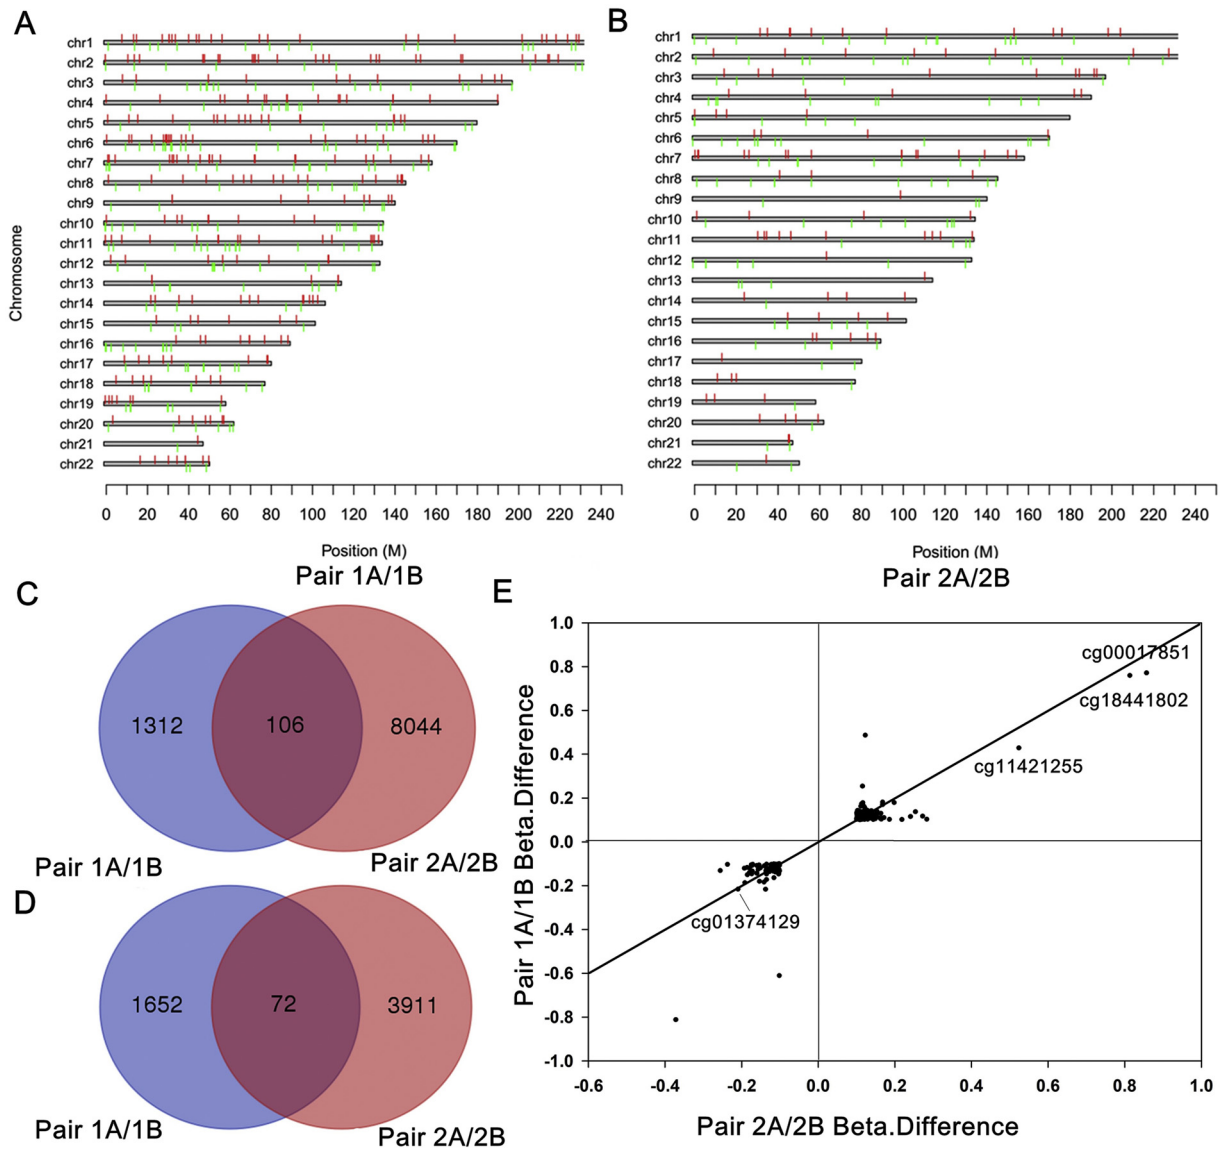 A
chr1
chr2
chr3
chr4
chr5
chr6
chr7
chr8
chr9
chr10
chr11
chr12
chr13
chr14
chr15
chr16
chr17
chr18
chr19
chr20
chr21
chr22
Chromosome
0 20 40 60 80 100 120 140 160 180 200 220 240
Position (M)
Pair 1A/1B
B
chr1
chr2
chr3
chr4
chr5
chr6
chr7
chr8
chr9
chr10
chr11
chr12
chr13
chr14
chr15
chr16
chr17
chr18
chr19
chr20
chr21
chr22
0 20 40 60 80 100 120 140 160 180 200 220 240
Position (M)
Pair 2A/2B
C
1312 106 8044
Pair 1A/1B Pair 2A/2B
D
1652 72 3911
Pair 1A/1B Pair 2A/2B
E
1.0
0.8
0.6
0.4
0.2
0.0
-0.2
-0.4
-0.6
-0.8
-1.0
Pair 1A/1B Beta.Difference
cg00017851
cg18441802
cg11421255
cg01374129
-0.6 -0.4 -0.2 0.0 0.2 0.4 0.6 0.8 1.0
Pair 2A/2B Beta.Difference